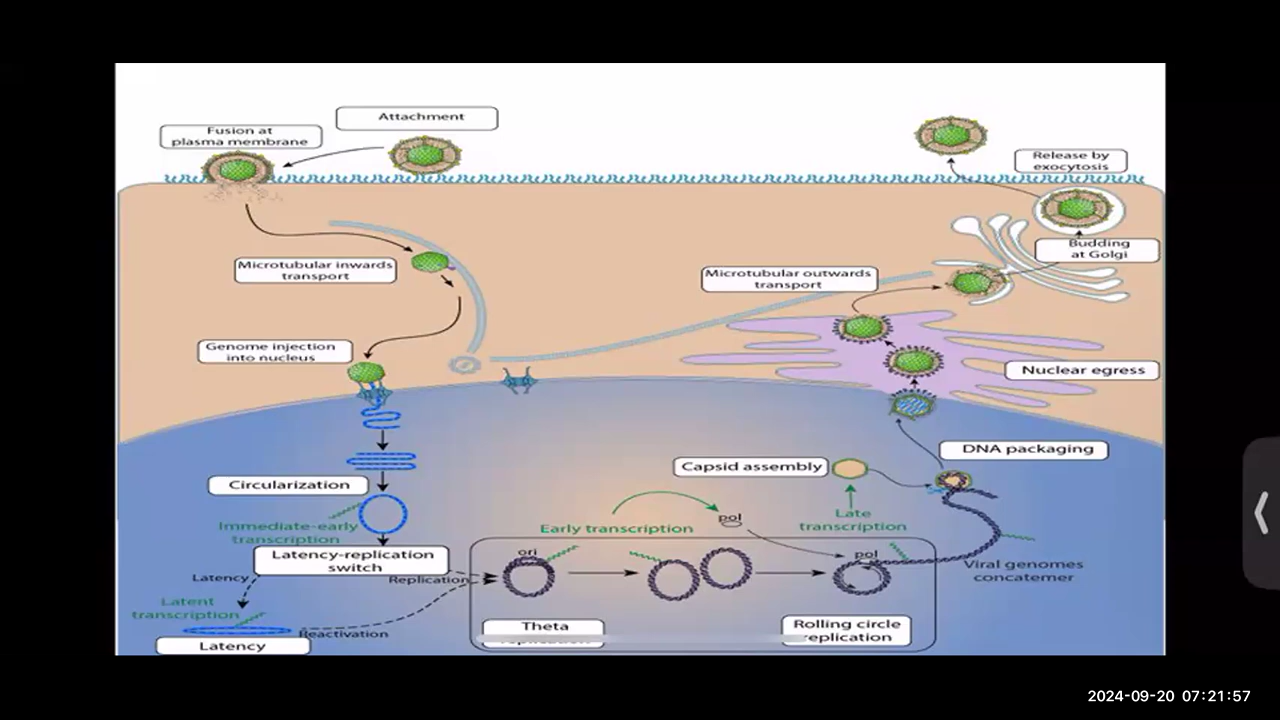 Attachment
Fusion at
plasma membrane
Release by
exocytosis
Budding
at Golgi
Microtubular inwards
transport
Microtubular outwards
transport
Genome injection
into nucleus
Nuclear egress
DNA packaging
Capsid assembly
Circularization
Immediate-early
transcription
Early transcription
pol
Late
transcription
Latency-replication
switch
ori
pol
Viral genomes
concatemer
Latency
Replication
Latent
transcription
Reactivation
Latency
Theta
Rolling circle
replication
2024-09-20 07:21:57